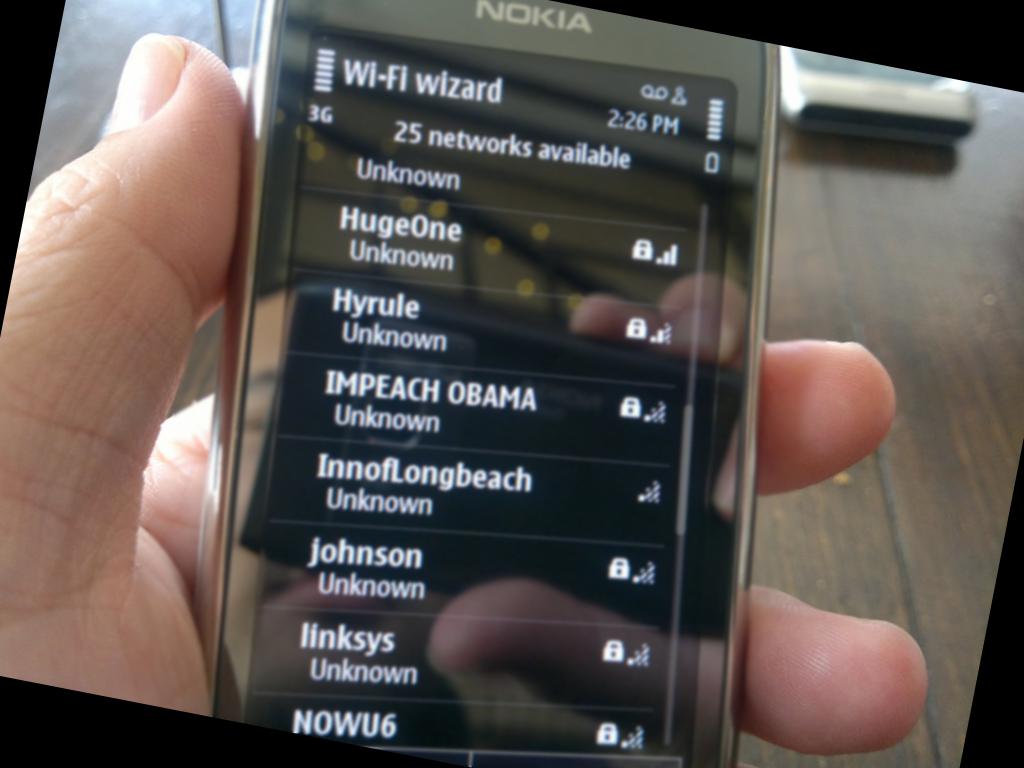 NOKIA
Wi-Fi wizard
3G
2:26 PM
25 networks available
Unknown
HugeOne
Unknown
Hyrule
Unknown
IMPEACH OBAMA
Unknown
InnofLongbeach
Unknown
johnson
Unknown
linksys
Unknown
NOWU6